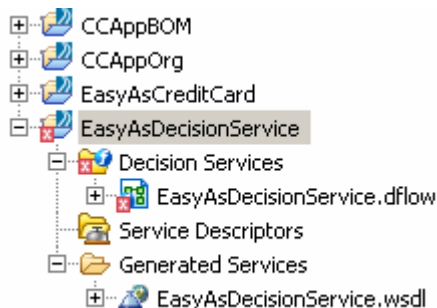 CCAppBOM
CCAppOrg
EasyAsCreditCard
EasyAsDecisionService
Decision Services
EasyAsDecisionService.dflow
Service Descriptors
Generated Services
EasyAsDecisionService.wsdl